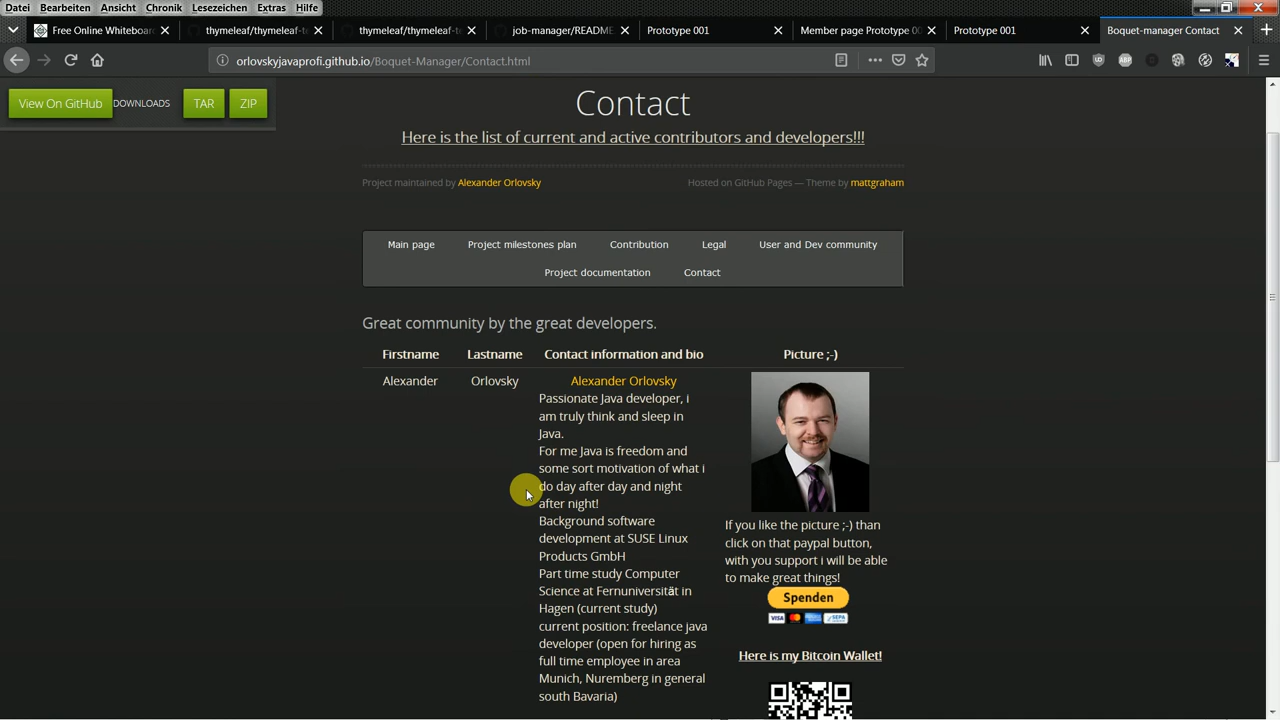 Datei Bearbeiten Ansicht Chronik Lesezeichen Extras Hilfe
Free Online Whiteboar thymeleaf/thymeleaf-te thymeleaf/thymeleaf-te job-manager/README. Prototype 001 Member page Prototype 00 Prototype 001 Boquet-manager Contact
orlovskyjavaprofi.github.io/Boquet-Manager/Contact.html
View On GitHub DOWNLOADS TAR ZIP
Contact
Here is the list of current and active contributors and developers!!!
Project maintained by Alexander Orlovsky Hosted on GitHub Pages — Theme by mattgraham
Main page Project milestones plan Contribution Legal User and Dev community
Project documentation Contact
Great community by the great developers.
Firstname Lastname Contact information and bio Picture ;-)
Alexander Orlovsky Alexander Orlovsky
Passionate Java developer, i
am truly think and sleep in
Java.
For me Java is freedom and
some sort motivation of what i
do day after day and night
after night!
Background software
development at SUSE Linux
Products GmbH
Part time study Computer
Science at Fernuniversität in
Hagen (current study)
current position: freelance java
developer (open for hiring as
full time employee in area
Munich, Nuremberg in general
south Bavaria)
If you like the picture ;-) than
click on that paypal button,
with you support i will be able
to make great things!
Spenden
VISA SEPA
Here is my Bitcoin Wallet!